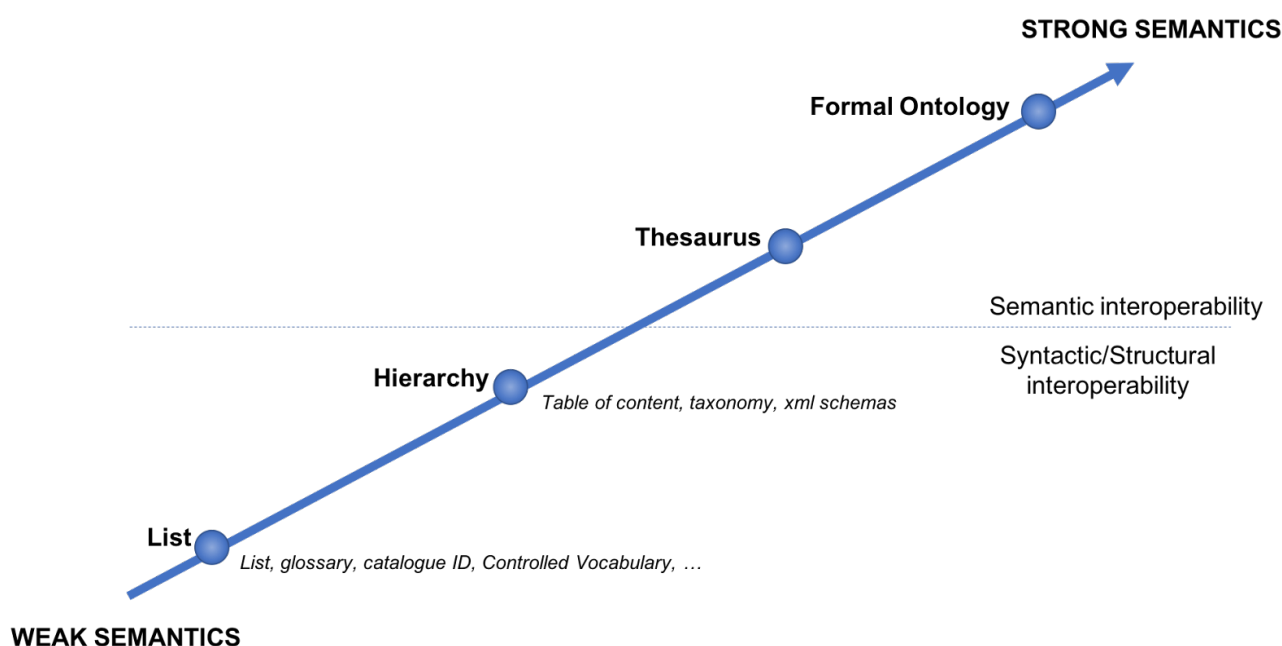 STRONG SEMANTICS
Formal Ontology
Thesaurus
Semantic interoperability
Syntactic/Structural
interoperability
Hierarchy
Table of content, taxonomy, xml schemas
List
List, glossary, catalogue ID, Controlled Vocabulary, …
WEAK SEMANTICS